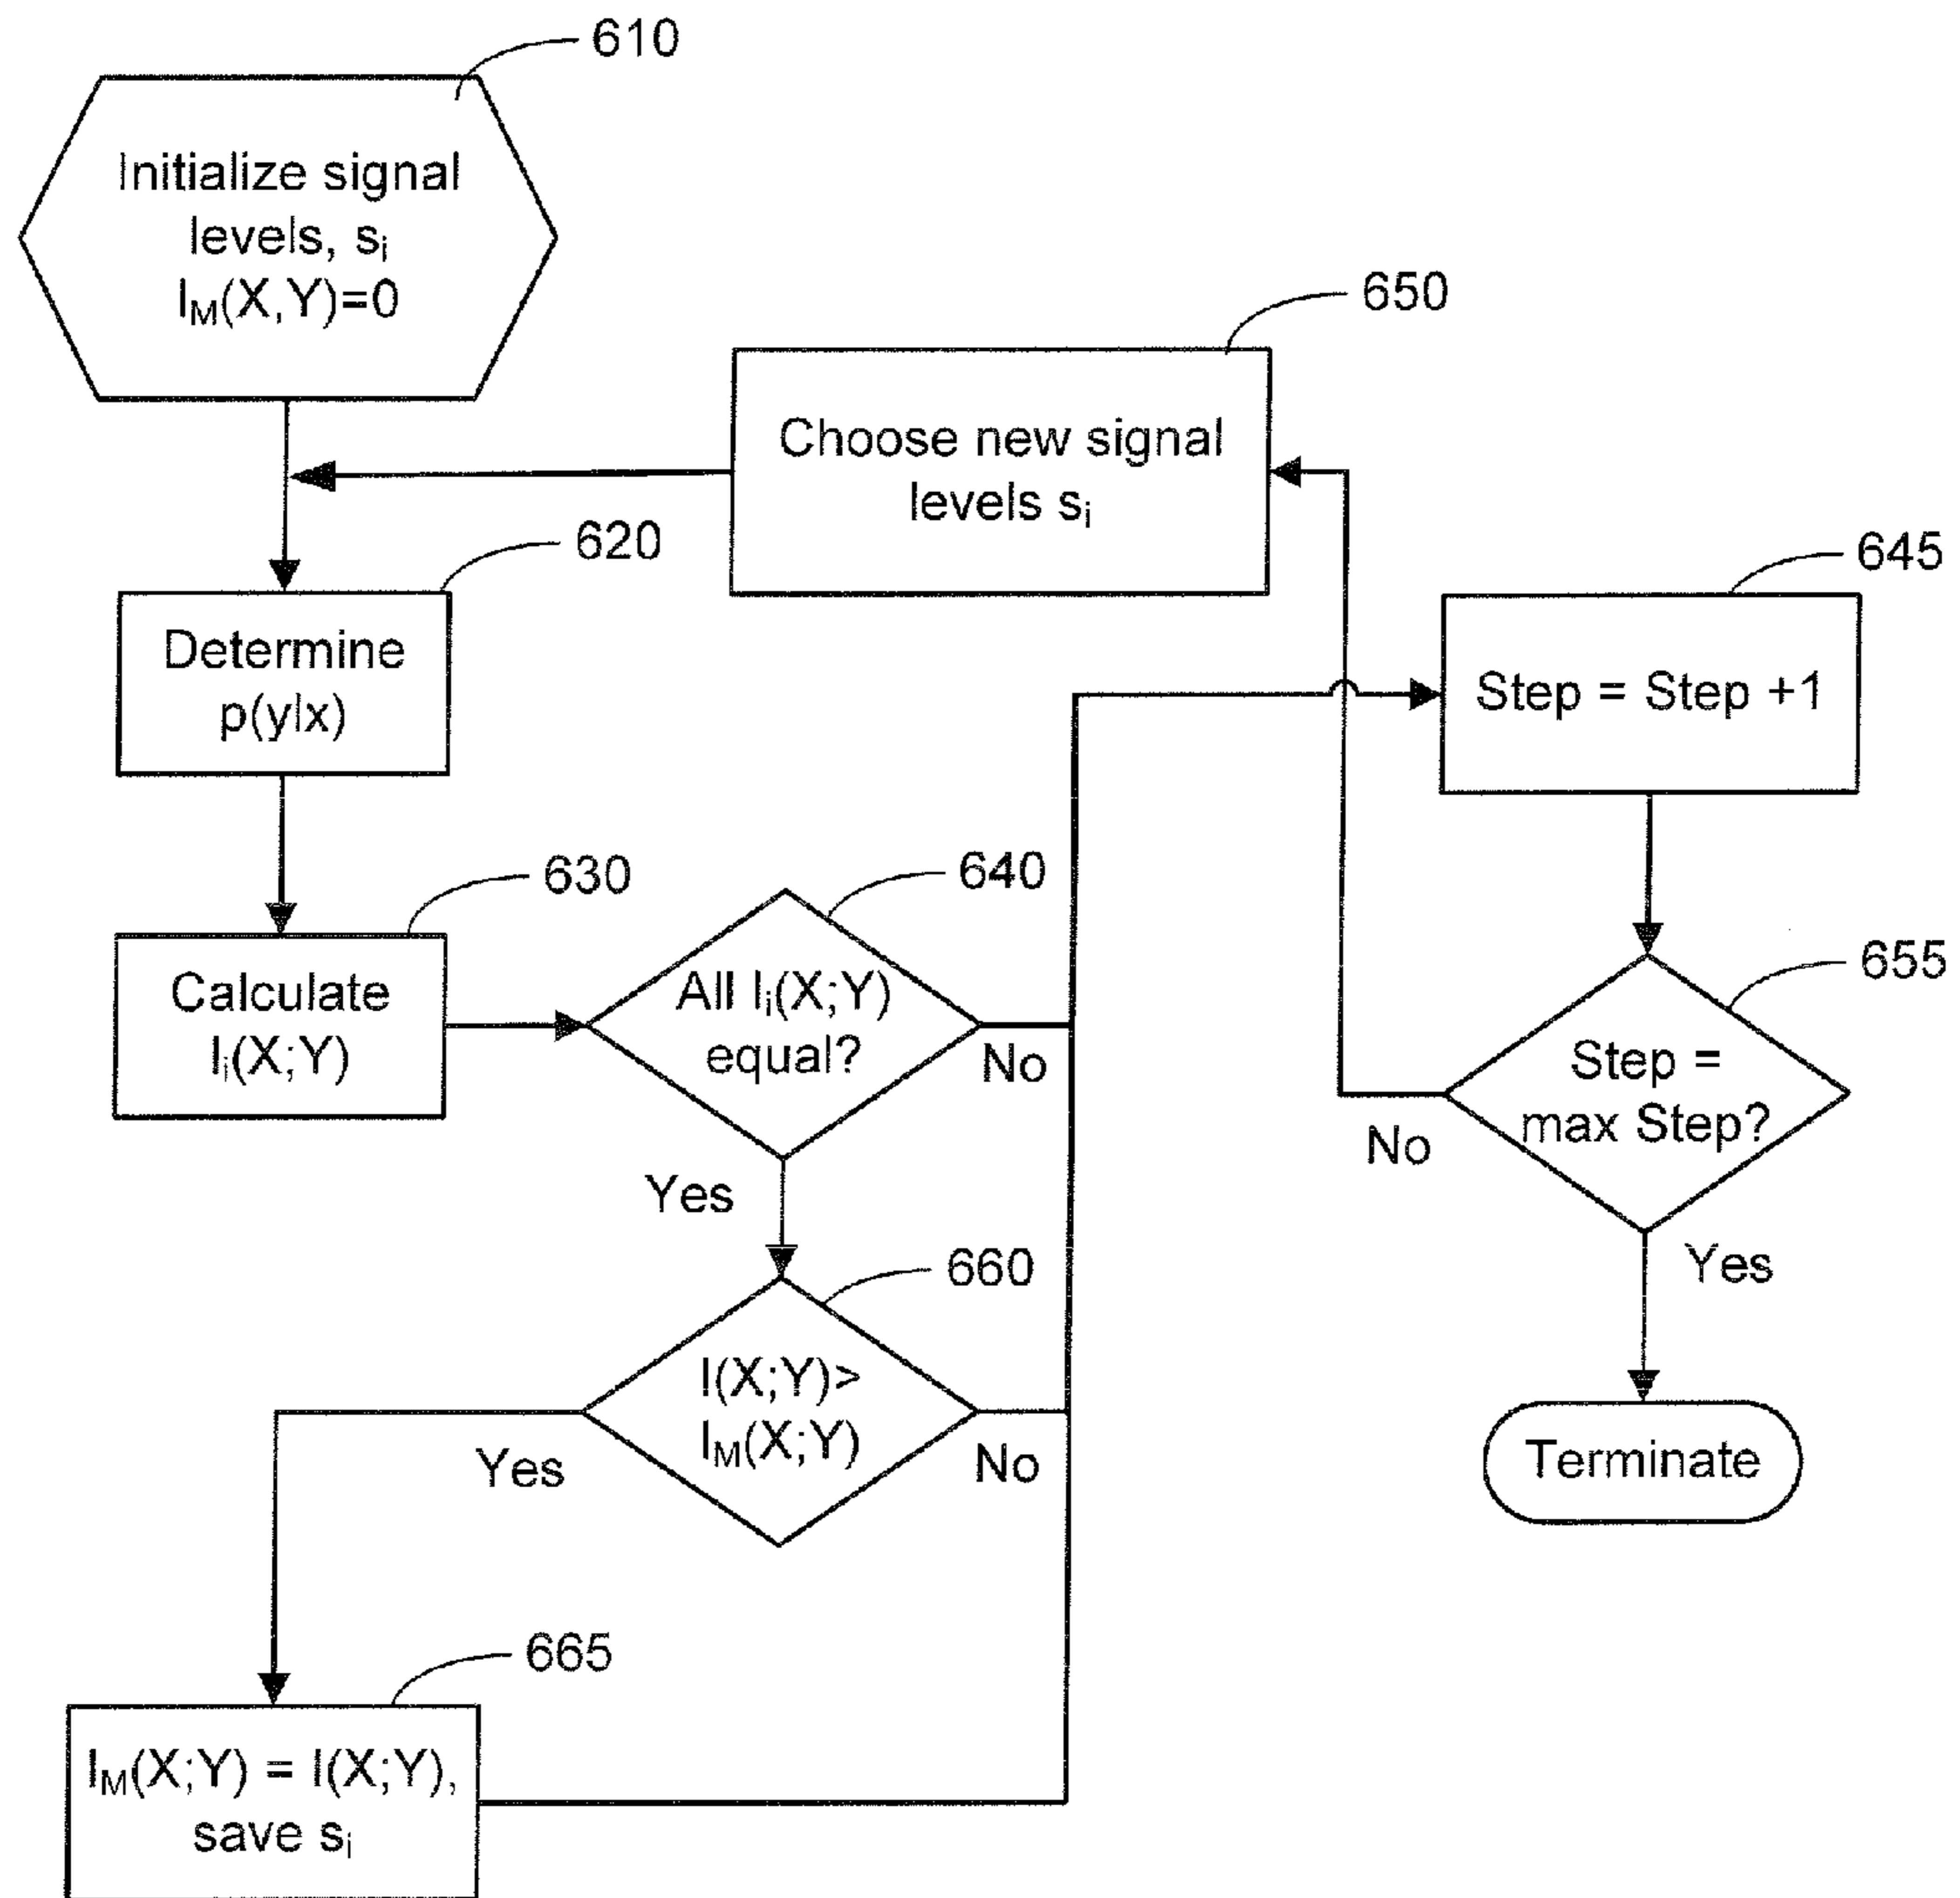 610
Initialize signal
levels, sᵢ
I_M(X,Y)=0
650
Choose new signal
levels sᵢ
620
Determine
p(y|x)
645
Step = Step +1
630
Calculate
Iᵢ(X;Y)
640
All Iᵢ(X;Y)
equal?
No
Yes
655
Step =
max Step?
No
Yes
660
I(X;Y)>
I_M(X;Y)
Yes
No
Terminate
665
I_M(X;Y) = I(X;Y),
save sᵢ